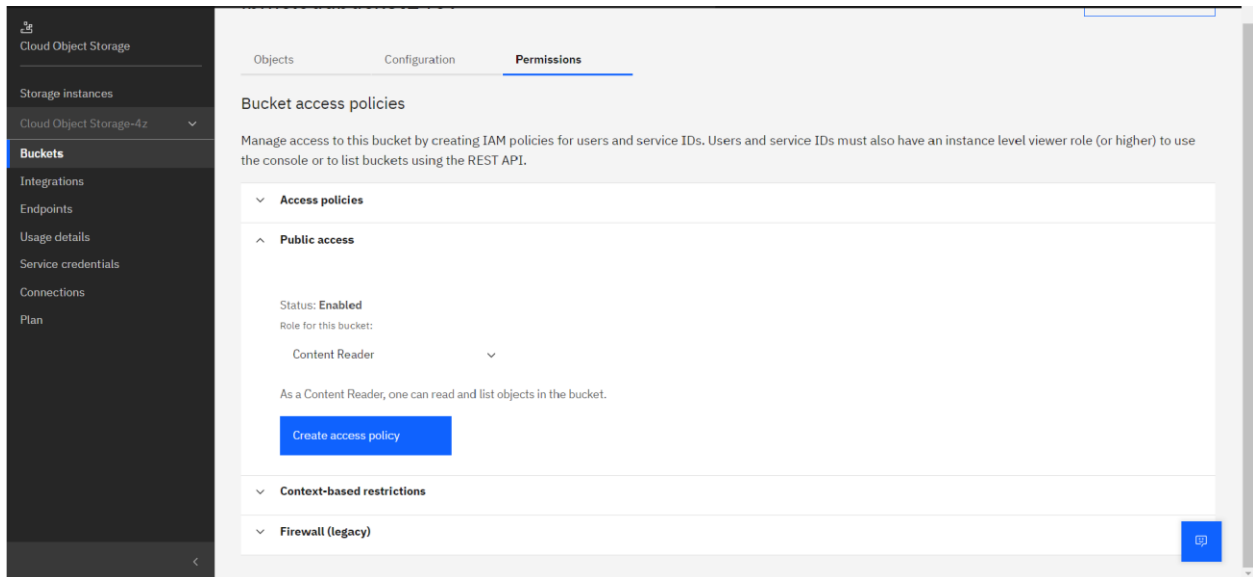 Cloud Object Storage
Storage instances
Cloud Object Storage-4z
Buckets
Integrations
Endpoints
Usage details
Service credentials
Connections
Plan
Objects
Configuration
Permissions
Bucket access policies
Manage access to this bucket by creating IAM policies for users and service IDs. Users and service IDs must also have an instance level viewer role (or higher) to use
the console or to list buckets using the REST API.
Access policies
Public access
Status: Enabled
Role for this bucket:
Content Reader
As a Content Reader, one can read and list objects in the bucket.
Create access policy
Context-based restrictions
Firewall (legacy)